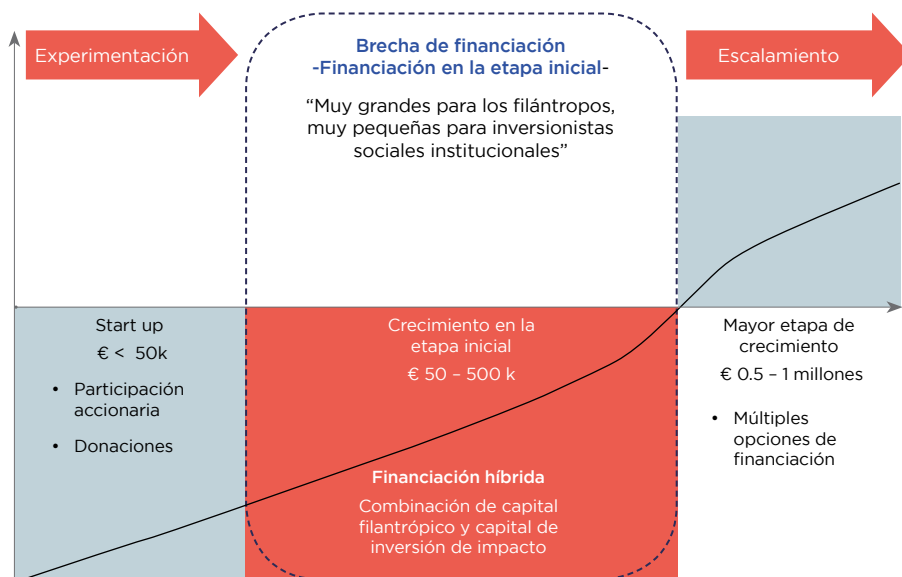 Experimentación
Brecha de financiación
-Financiación en la etapa inicial-
“Muy grandes para los filántropos,
muy pequeñas para inversionistas
sociales institucionales”
Escalamiento
Start up
€ < 50k
• Participación
accionaria
• Donaciones
Crecimiento en la
etapa inicial
€ 50 – 500 k
Financiación híbrida
Combinación de capital
filantrópico y capital de
inversión de impacto
Mayor etapa de
crecimiento
€ 0.5 – 1 millones
• Múltiples
opciones de
financiación